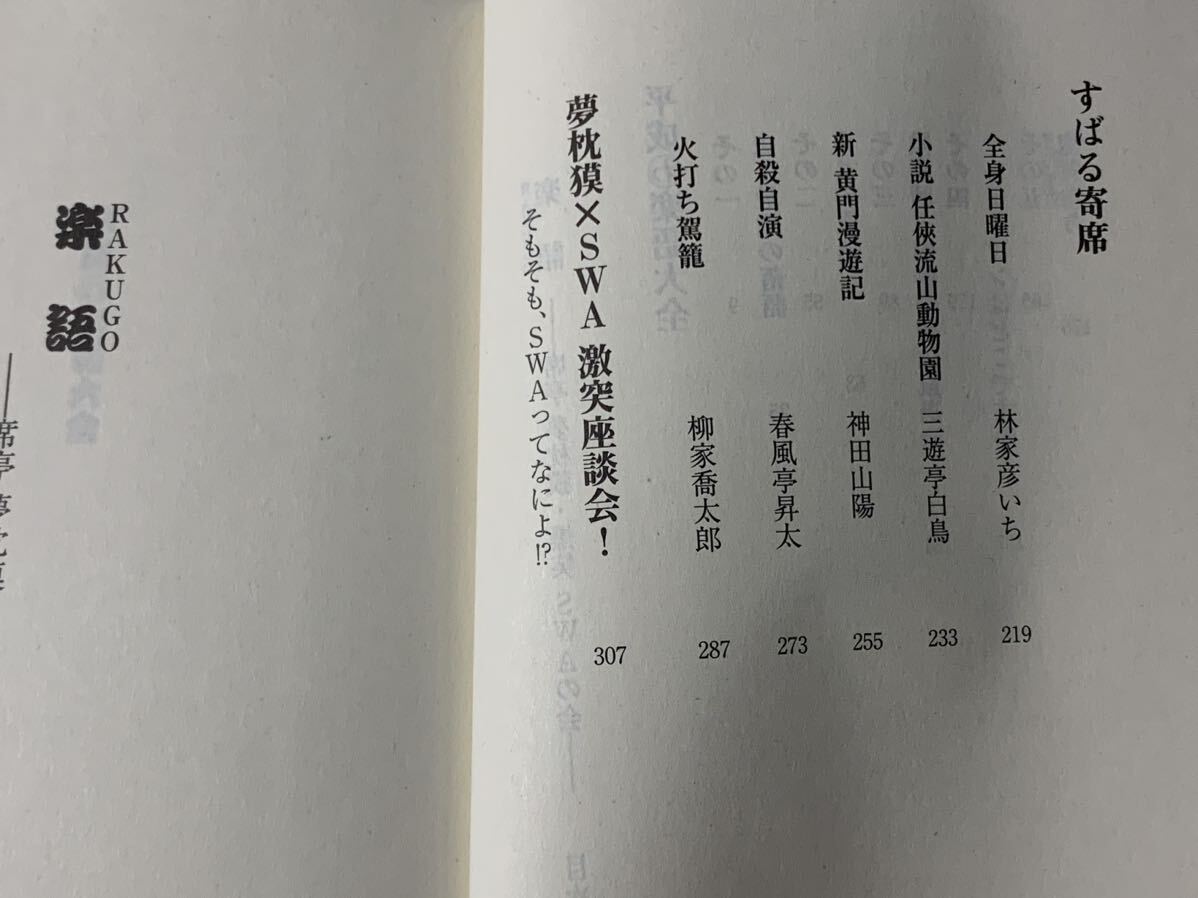 すばる寄席
全身日曜日 林家彦いち 219
小説 任侠流山動物園 三遊亭白鳥 233
新 黄門漫遊記 神田山陽 255
自殺自演 春風亭昇太 273
火打ち駕籠 柳家喬太郎 287
夢枕獏×SWA 激突座談会! 307
そもそも、SWAってなによ!?
RAKUGO
楽語